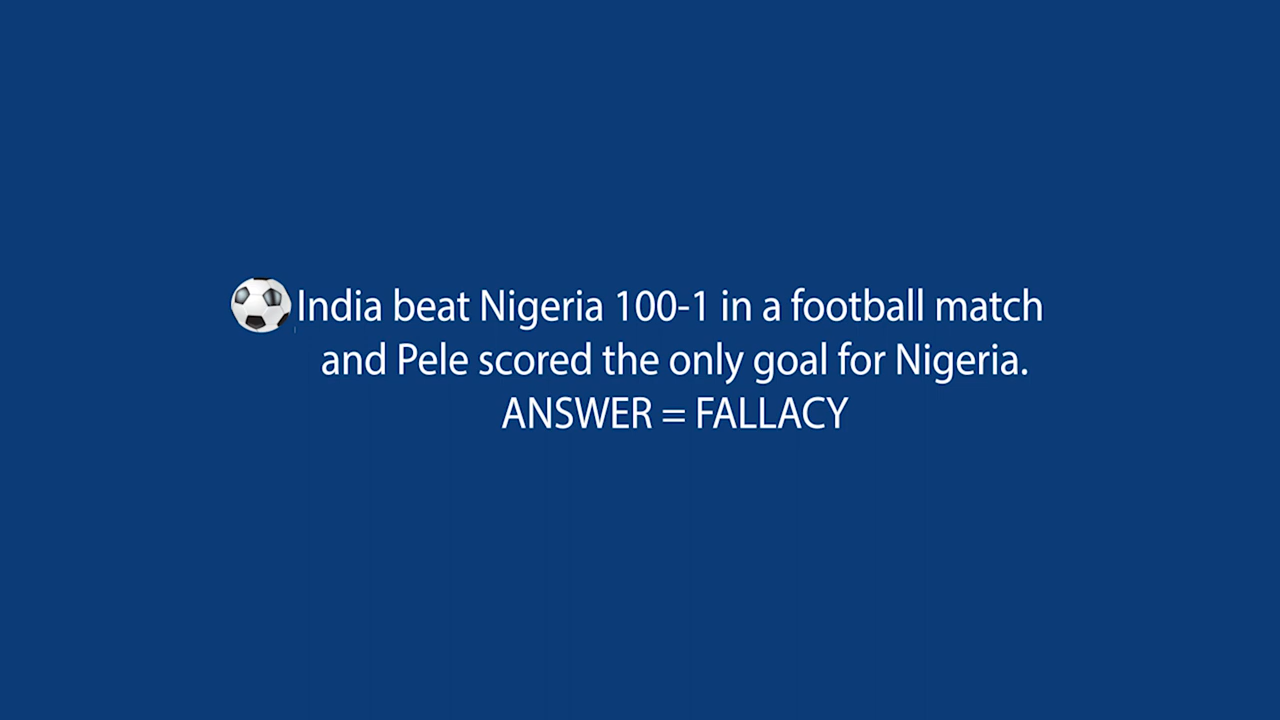 India beat Nigeria 100-1 in a football match
and Pele scored the only goal for Nigeria.
ANSWER = FALLACY